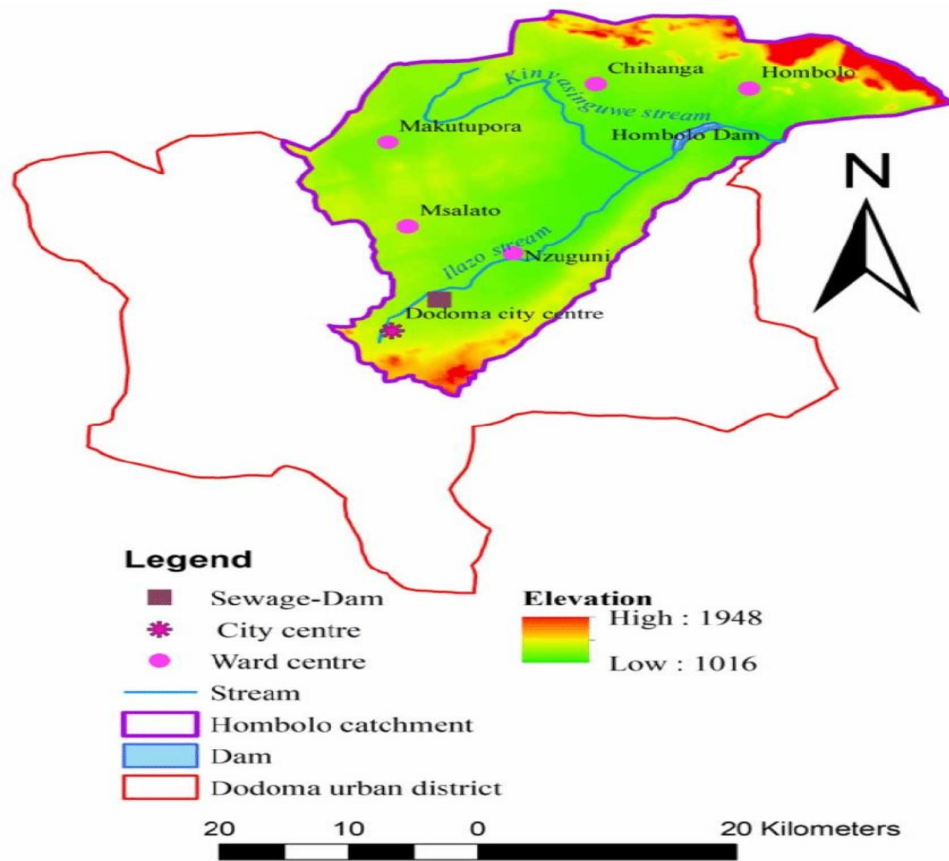 Chihanga
Hombolo
Kinyasinguwe stream
Hombolo Dam
Makutupora
N
Msalato
Ilazo stream
Nzuguni
Dodoma city centre
Legend
Sewage-Dam
City centre
Ward centre
Stream
Hombolo catchment
Dam
Dodoma urban district
Elevation
High : 1948
Low : 1016
20 10 0 20 Kilometers